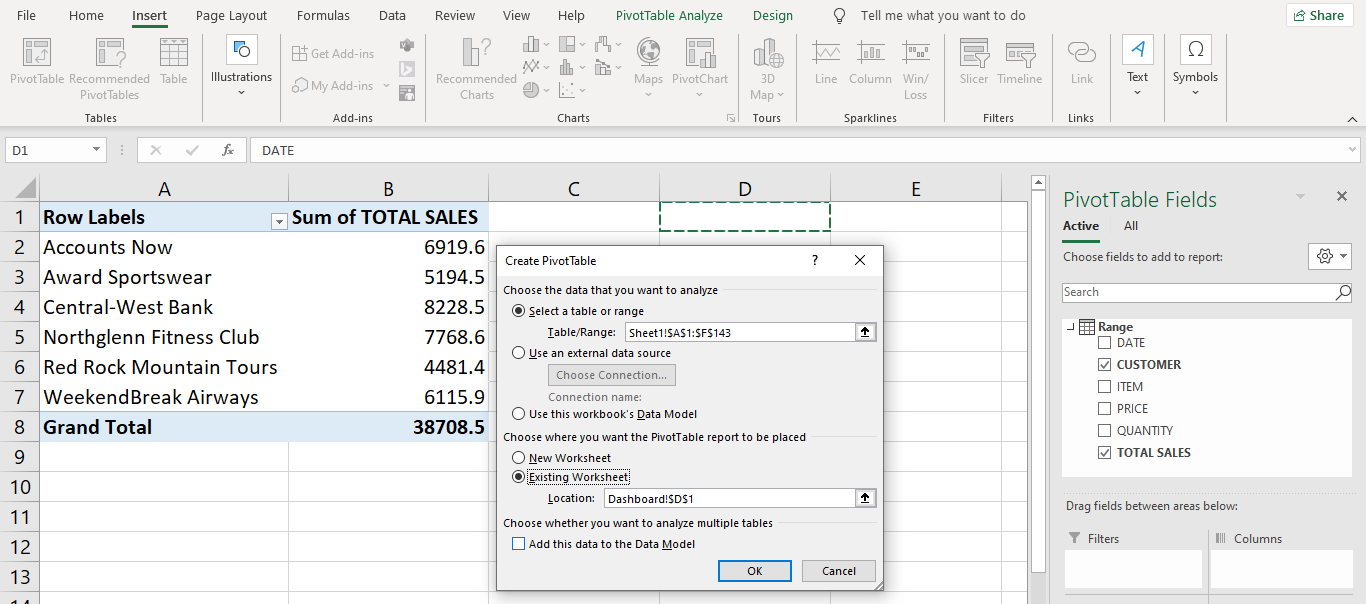 File Home Insert Page Layout Formulas Data Review View Help PivotTable Analyze Design Tell me what you want to do Share
PivotTable Recommended PivotTables Table
Illustrations
Get Add-ins
My Add-ins
Recommended Charts
Maps PivotChart
3D Map
Line Column Win/ Loss
Slicer Timeline
Link
Text
Symbols
Tables Add-ins Charts Tours Sparklines Filters Links
D1 fx DATE
A B C D E
1 Row Labels Sum of TOTAL SALES
2 Accounts Now 6919.6
3 Award Sportswear 5194.5
4 Central-West Bank 8228.5
5 Northglenn Fitness Club 7768.6
6 Red Rock Mountain Tours 4481.4
7 WeekendBreak Airways 6115.9
8 Grand Total 38708.5
9
10
11
12
13
14
Create PivotTable ?
Choose the data that you want to analyze
Select a table or range
Table/Range: Sheet1!$A$1:$F$143
Use an external data source
Choose Connection...
Connection name:
Use this workbook's Data Model
Choose where you want the PivotTable report to be placed
New Worksheet
Existing Worksheet
Location: Dashboard!$D$1
Choose whether you want to analyze multiple tables
Add this data to the Data Model
OK Cancel
PivotTable Fields
Active All
Choose fields to add to report:
Search
Range
DATE
CUSTOMER
ITEM
PRICE
QUANTITY
TOTAL SALES
Drag fields between areas below:
Filters Columns